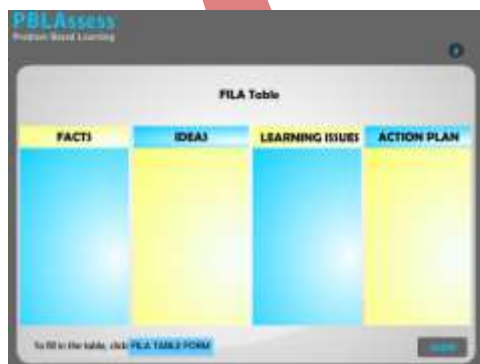 PBLAssess
Problem Based Learning
FILA Table
FACTS IDEAS LEARNING ISSUES ACTION PLAN
To fill in the table, click FILA TABLE FORM